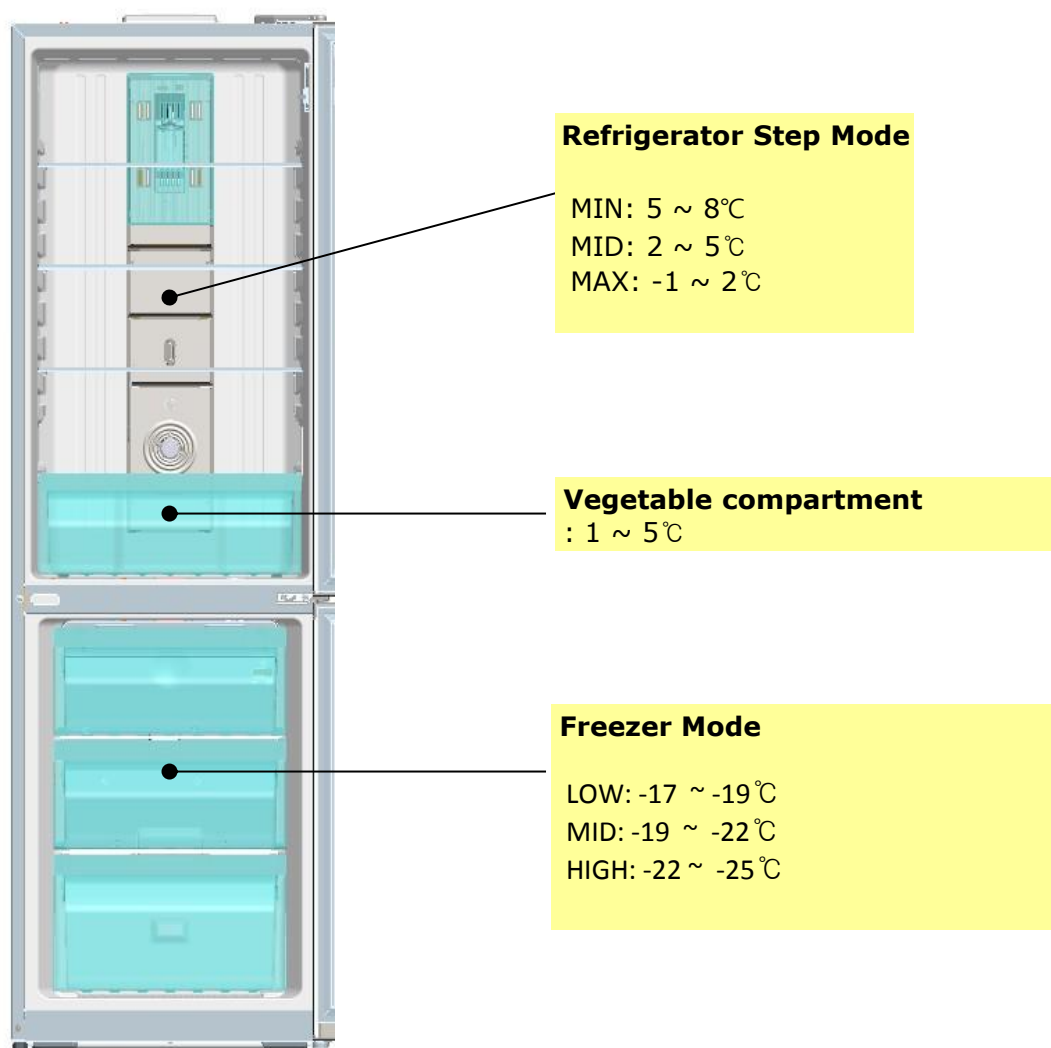 Refrigerator Step Mode
MIN: 5 ~ 8℃
MID: 2 ~ 5℃
MAX: -1 ~ 2℃
Vegetable compartment
: 1 ~ 5℃
Freezer Mode
LOW: -17 ~ -19℃
MID: -19 ~ -22℃
HIGH: -22 ~ -25℃